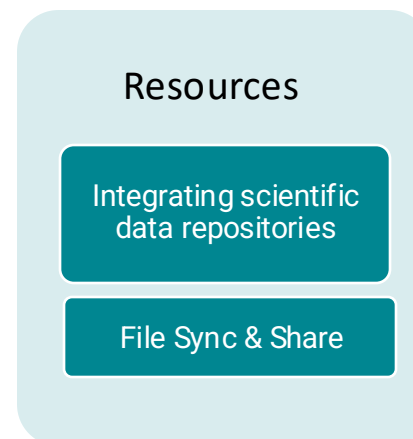 Resources
Integrating scientific
data repositories
File Sync & Share